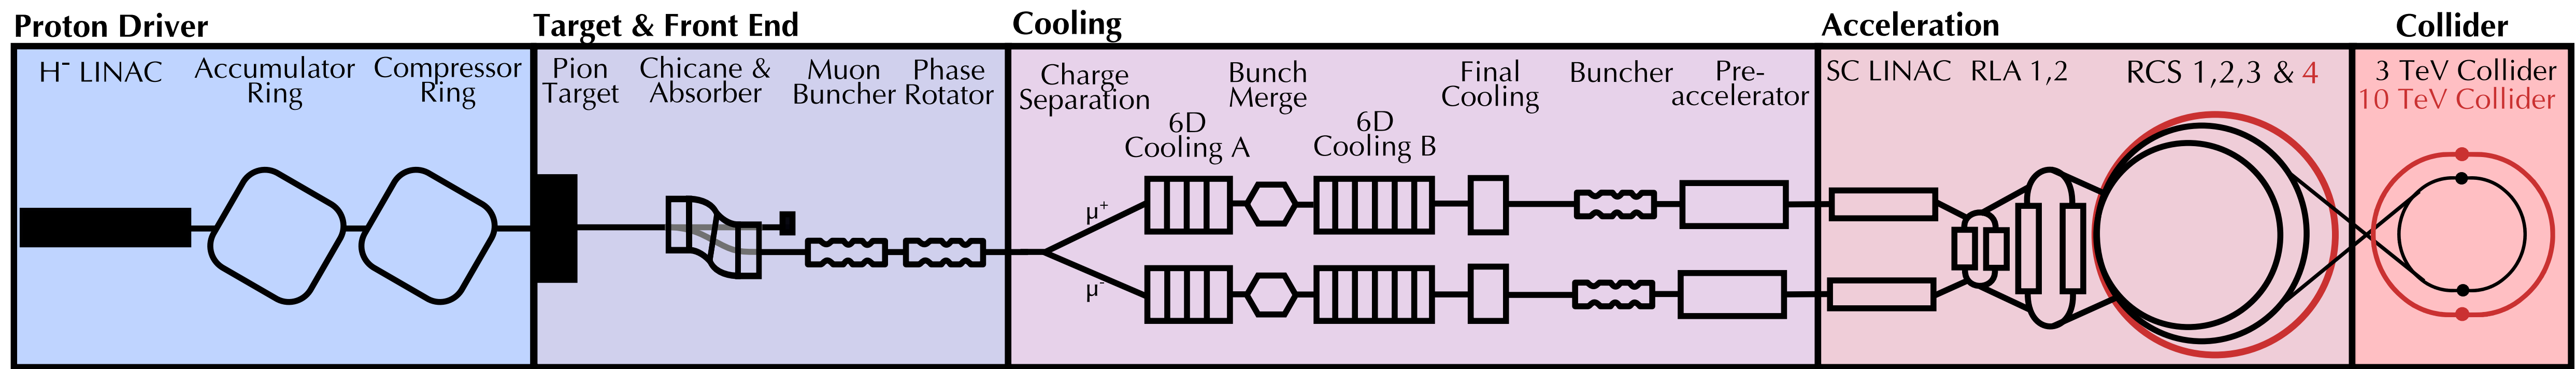 Proton Driver
H⁻ LINAC
Accumulator
Ring
Compressor
Ring
Target & Front End
Pion
Target
Chicane &
Absorber
Muon
Buncher
Phase
Rotator
Cooling
Charge
Separation
μ⁺
μ⁻
6D
Cooling A
Bunch
Merge
6D
Cooling B
Final
Cooling
Buncher
Pre-
accelerator
Acceleration
SC LINAC
RLA 1,2
RCS 1,2,3 & 4
Collider
3 TeV Collider
10 TeV Collider